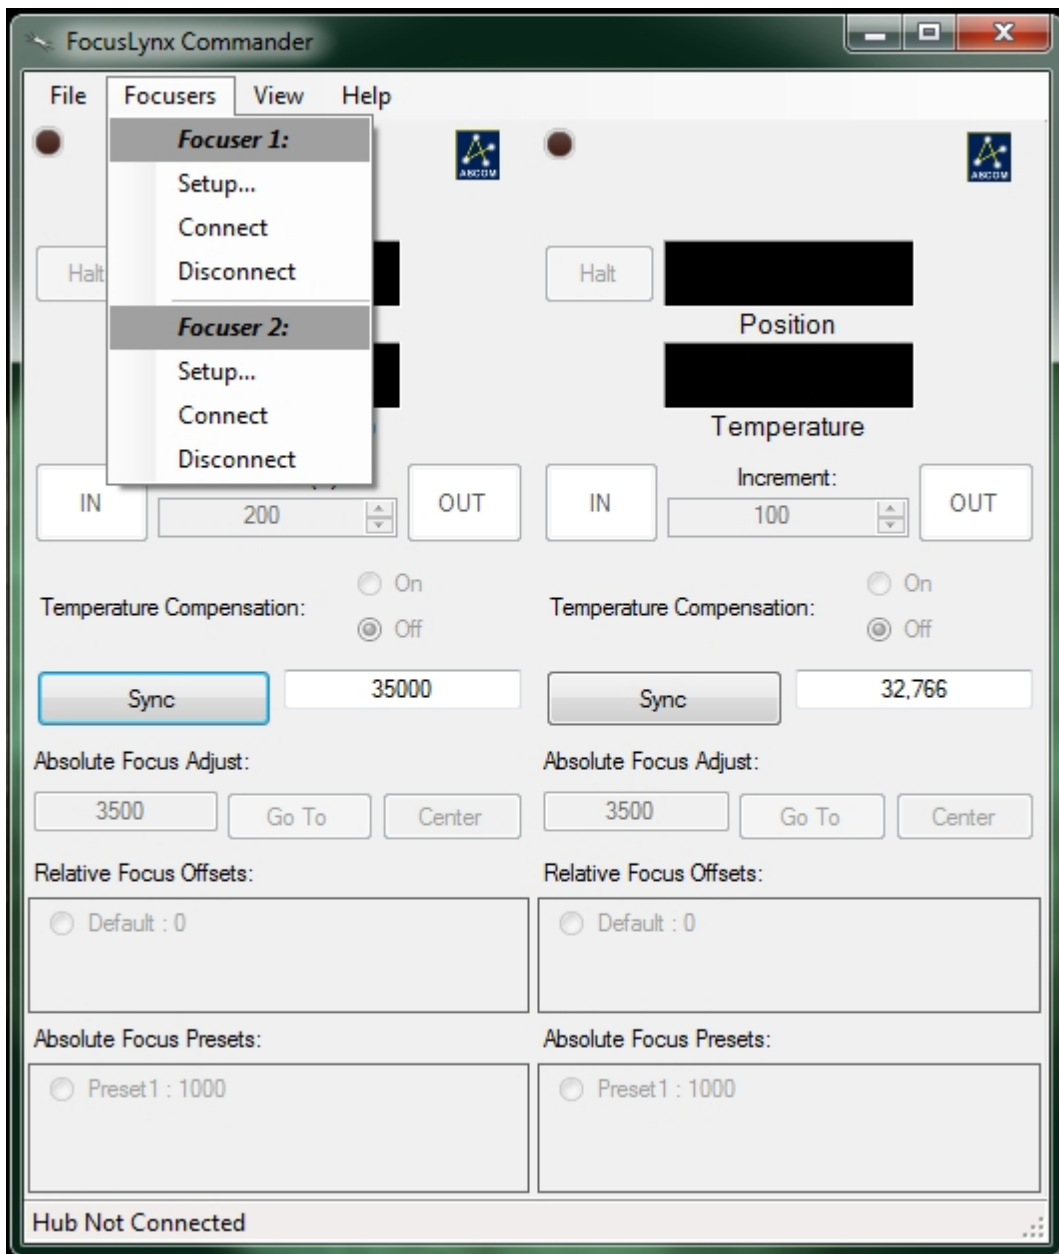 FocusLynx Commander
File Focusers View Help
Focuser 1:
Setup...
Connect
Disconnect
Focuser 2:
Setup...
Connect
Disconnect
ASCOM
ASCOM
Halt
Halt
Position
Temperature
IN
200
OUT
IN
Increment:
100
OUT
Temperature Compensation:
On
Off
Temperature Compensation:
On
Off
Sync
35000
Sync
32,766
Absolute Focus Adjust:
3500
Go To
Center
Absolute Focus Adjust:
3500
Go To
Center
Relative Focus Offsets:
Default : 0
Relative Focus Offsets:
Default : 0
Absolute Focus Presets:
Preset1 : 1000
Absolute Focus Presets:
Preset1 : 1000
Hub Not Connected